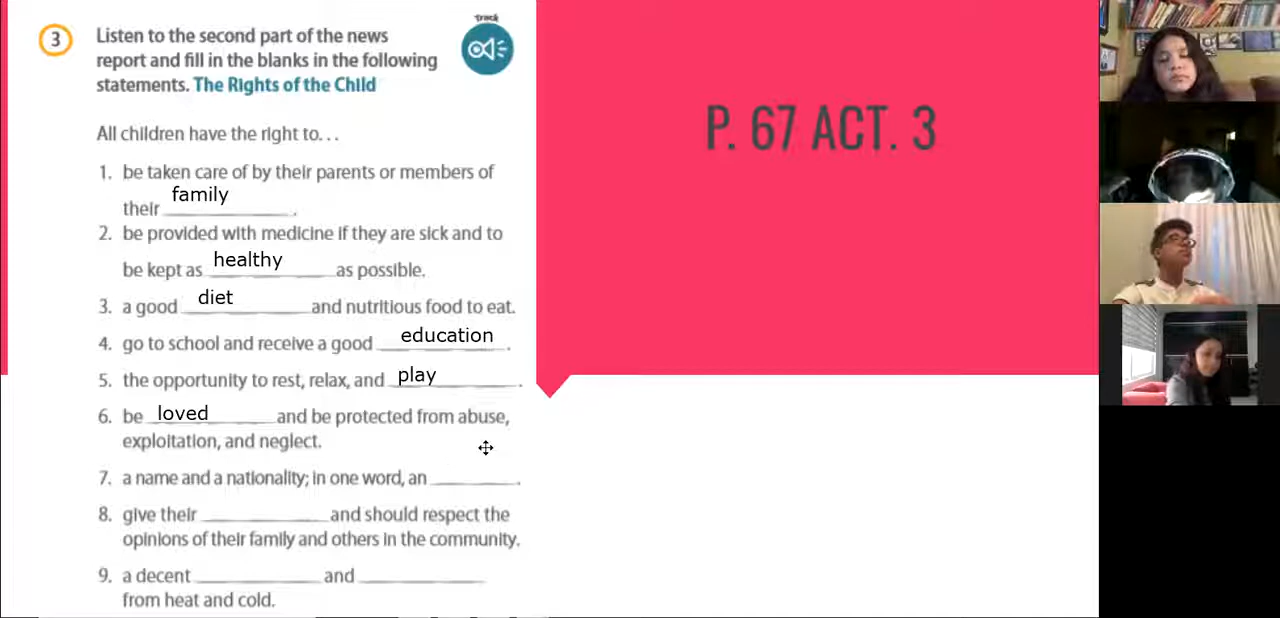 3
Listen to the second part of the news
report and fill in the blanks in the following
statements. The Rights of the Child
Track
P. 67 ACT. 3
All children have the right to...
1. be taken care of by their parents or members of
their family.
2. be provided with medicine if they are sick and to
be kept as healthy as possible.
3. a good diet and nutritious food to eat.
4. go to school and receive a good education.
5. the opportunity to rest, relax, and play.
6. be loved and be protected from abuse,
exploitation, and neglect.
7. a name and a nationality; in one word, an ________.
8. give their ________ and should respect the
opinions of their family and others in the community.
9. a decent ________ and ________
from heat and cold.